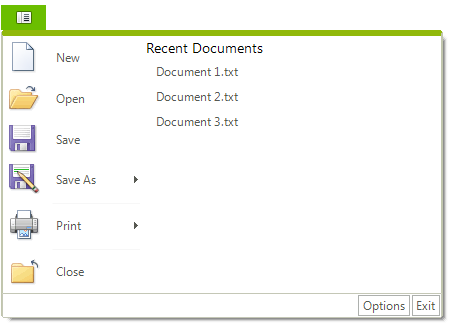 New
Open
Save
Save As
Print
Close
Recent Documents
Document 1.txt
Document 2.txt
Document 3.txt
Options
Exit